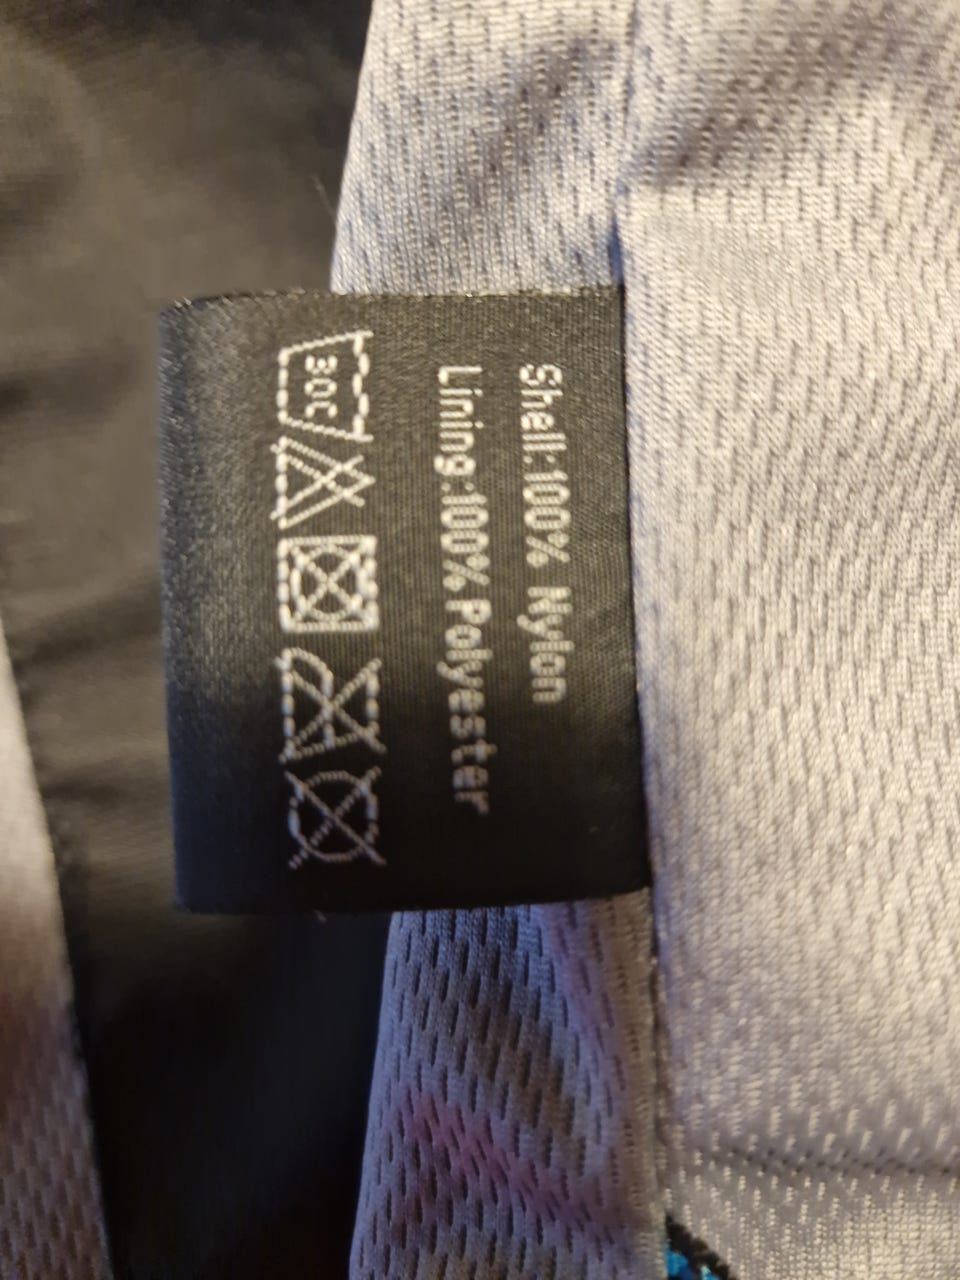 Shell:100% Nylon
Lining:100% Polyester
30C